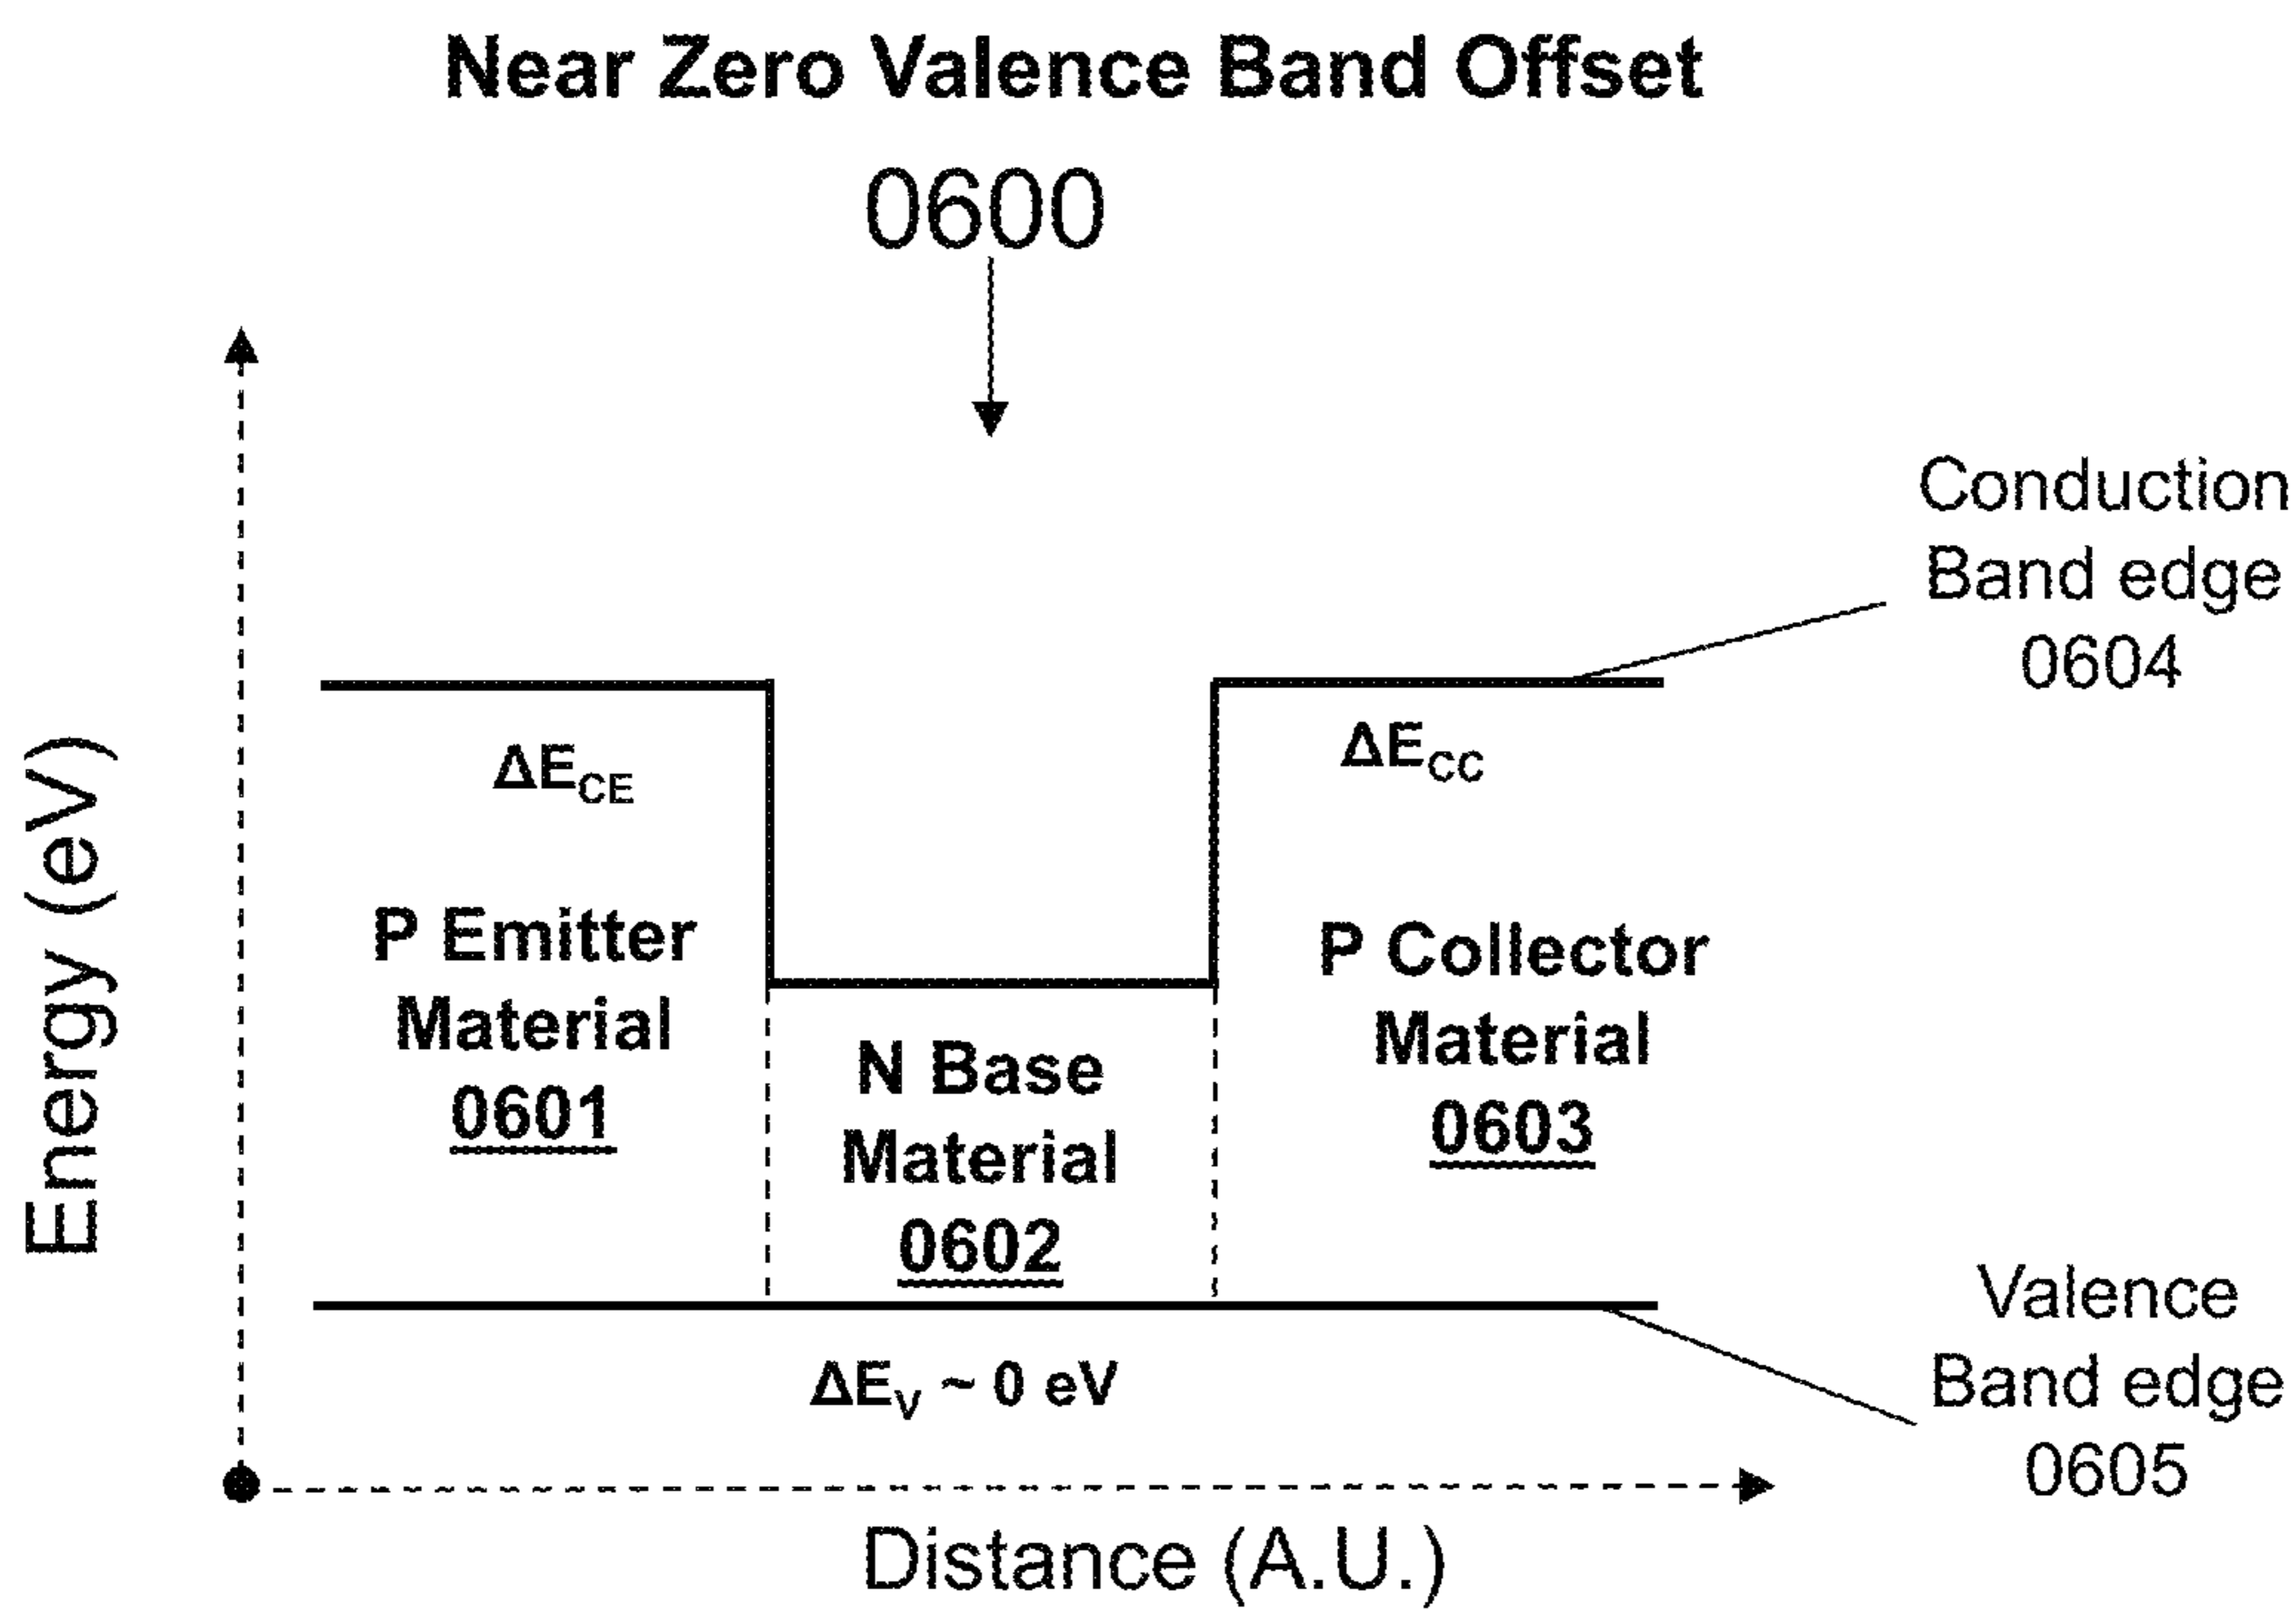 Near Zero Valence Band Offset
0600
Conduction
Band edge
0604
Energy (eV)
ΔE_CE
ΔE_CC
P Emitter
Material
0601
N Base
Material
0602
P Collector
Material
0603
Valence
Band edge
0605
ΔE_V ~ 0 eV
Distance (A.U.)